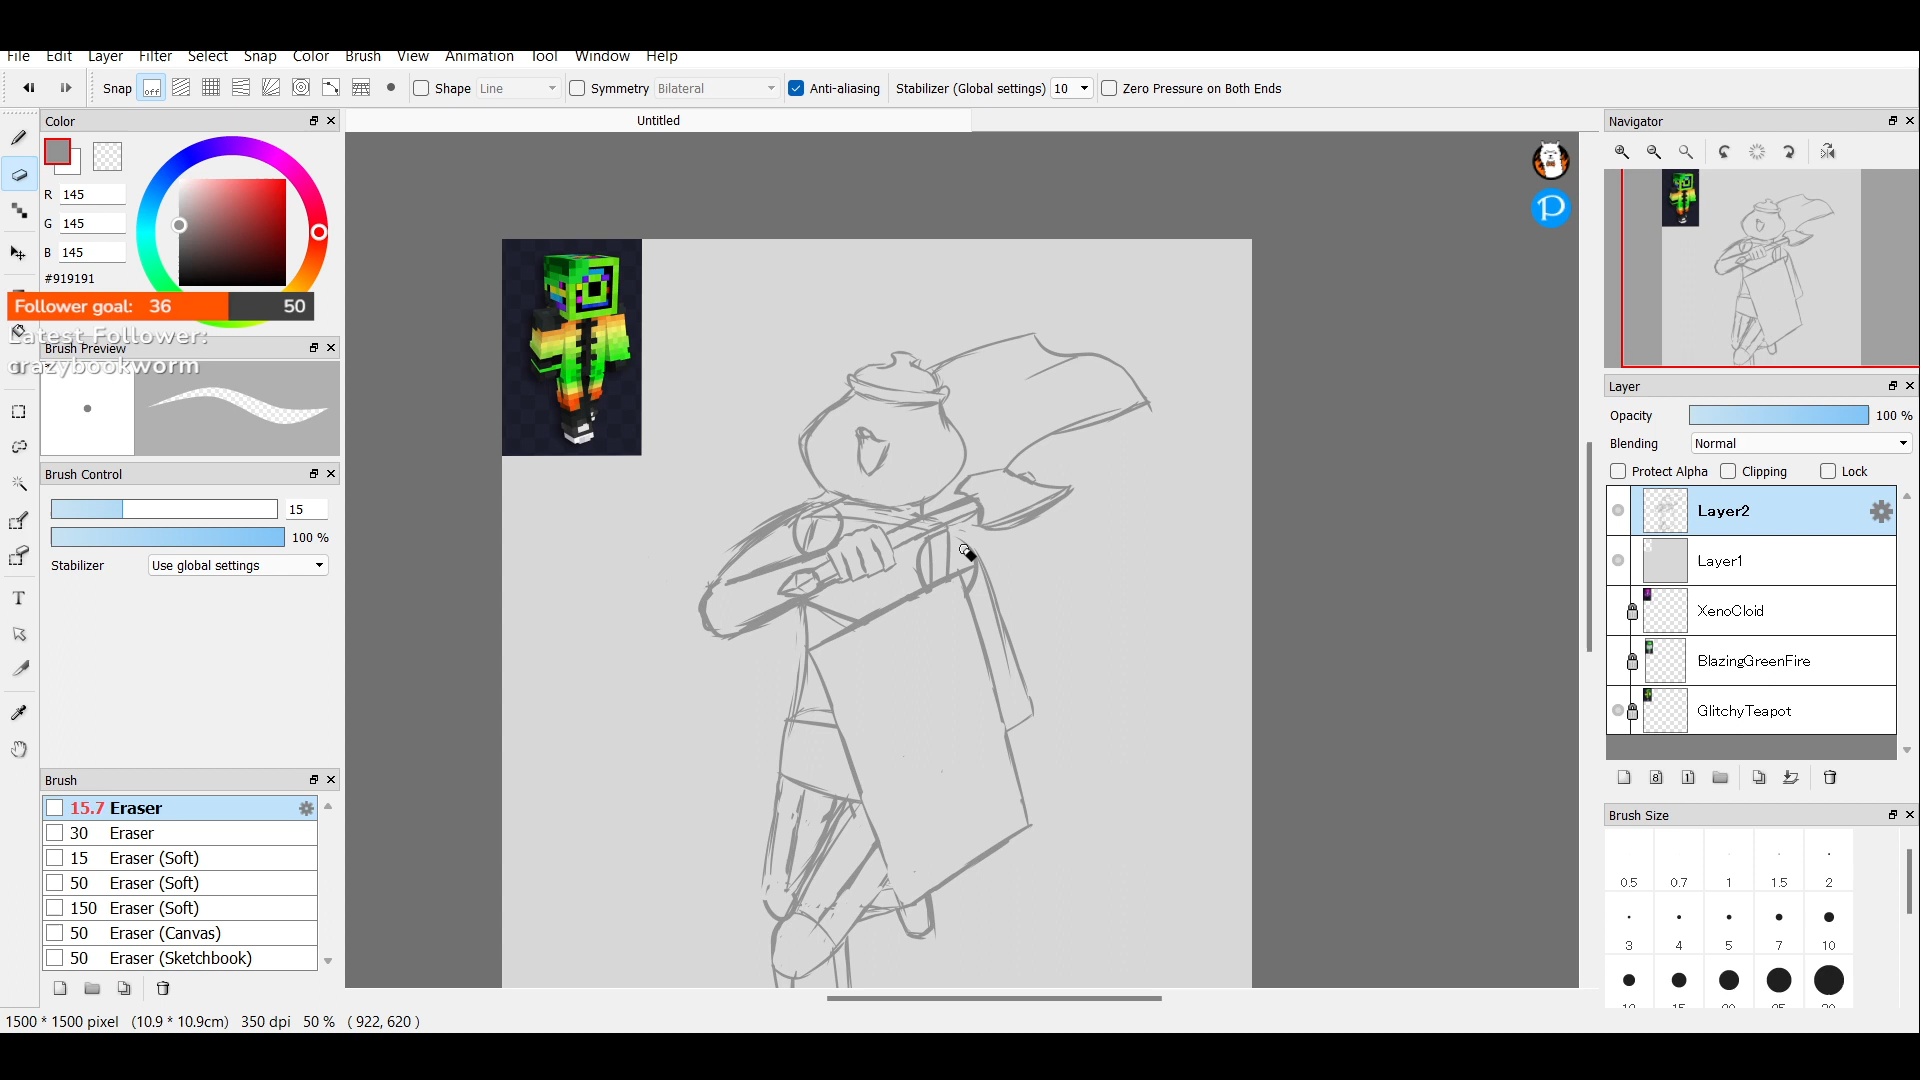 File Edit Layer Filter Select Snap Color Brush View Animation Tool Window Help
Snap off Shape Line Symmetry Bilateral Anti-aliasing Stabilizer (Global settings) 10 Zero Pressure on Both Ends
Color
Untitled
Navigator
R 145
G 145
B 145
#919191
Follower goal: 36 50
Latest Follower:
crazybookworm
Brush Preview
Layer
Opacity 100 %
Blending Normal
Protect Alpha Clipping Lock
Layer2
Layer1
XenoCloid
BlazingGreenFire
GlitchyTeapot
Brush Control
15
100 %
Stabilizer Use global settings
Brush
15.7 Eraser
30 Eraser
15 Eraser (Soft)
50 Eraser (Soft)
150 Eraser (Soft)
50 Eraser (Canvas)
50 Eraser (Sketchbook)
8 1
Brush Size
0.5 0.7 1 1.5 2
3 4 5 7 10
1500 * 1500 pixel (10.9 * 10.9cm) 350 dpi 50 % ( 922, 620 )